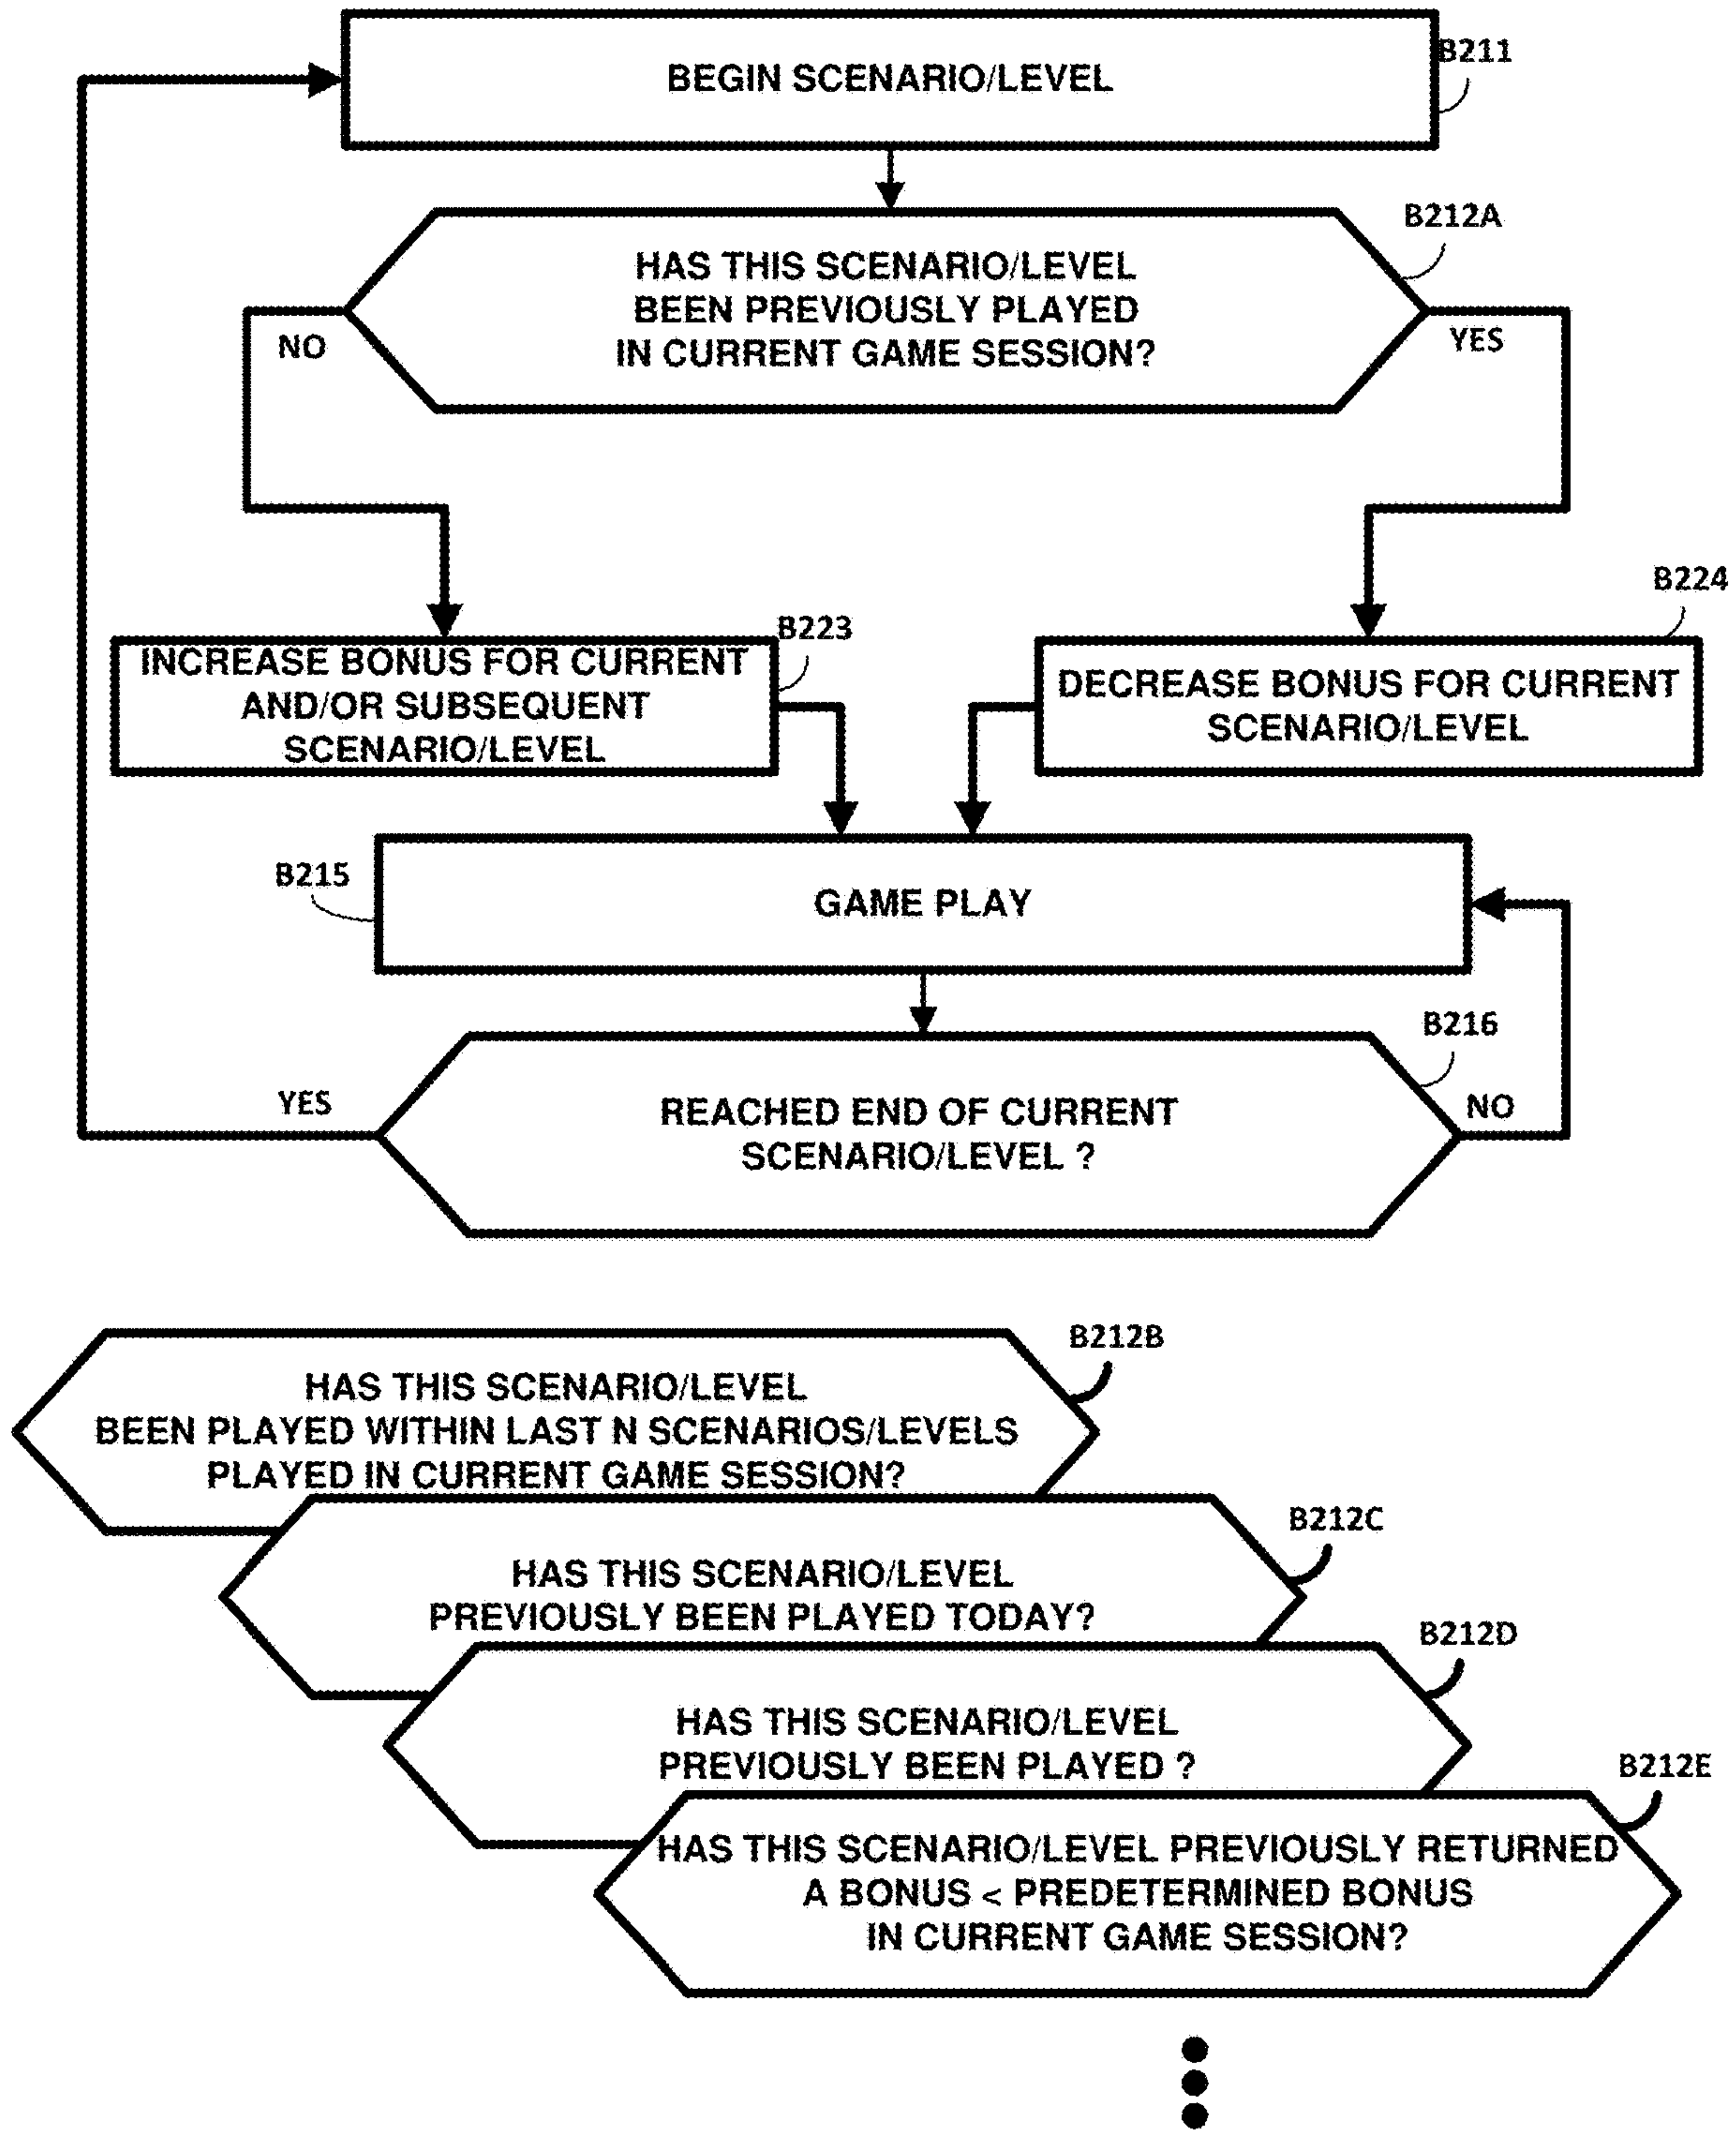 BEGIN SCENARIO/LEVEL
B211
B212A
HAS THIS SCENARIO/LEVEL
BEEN PREVIOUSLY PLAYED
IN CURRENT GAME SESSION?
NO
YES
B224
B223
INCREASE BONUS FOR CURRENT
AND/OR SUBSEQUENT
SCENARIO/LEVEL
DECREASE BONUS FOR CURRENT
SCENARIO/LEVEL
B215
GAME PLAY
B216
YES
NO
REACHED END OF CURRENT
SCENARIO/LEVEL ?
B212B
HAS THIS SCENARIO/LEVEL
BEEN PLAYED WITHIN LAST N SCENARIOS/LEVELS
PLAYED IN CURRENT GAME SESSION?
B212C
HAS THIS SCENARIO/LEVEL
PREVIOUSLY BEEN PLAYED TODAY?
B212D
HAS THIS SCENARIO/LEVEL
PREVIOUSLY BEEN PLAYED ?
B212E
HAS THIS SCENARIO/LEVEL PREVIOUSLY RETURNED
A BONUS < PREDETERMINED BONUS
IN CURRENT GAME SESSION?